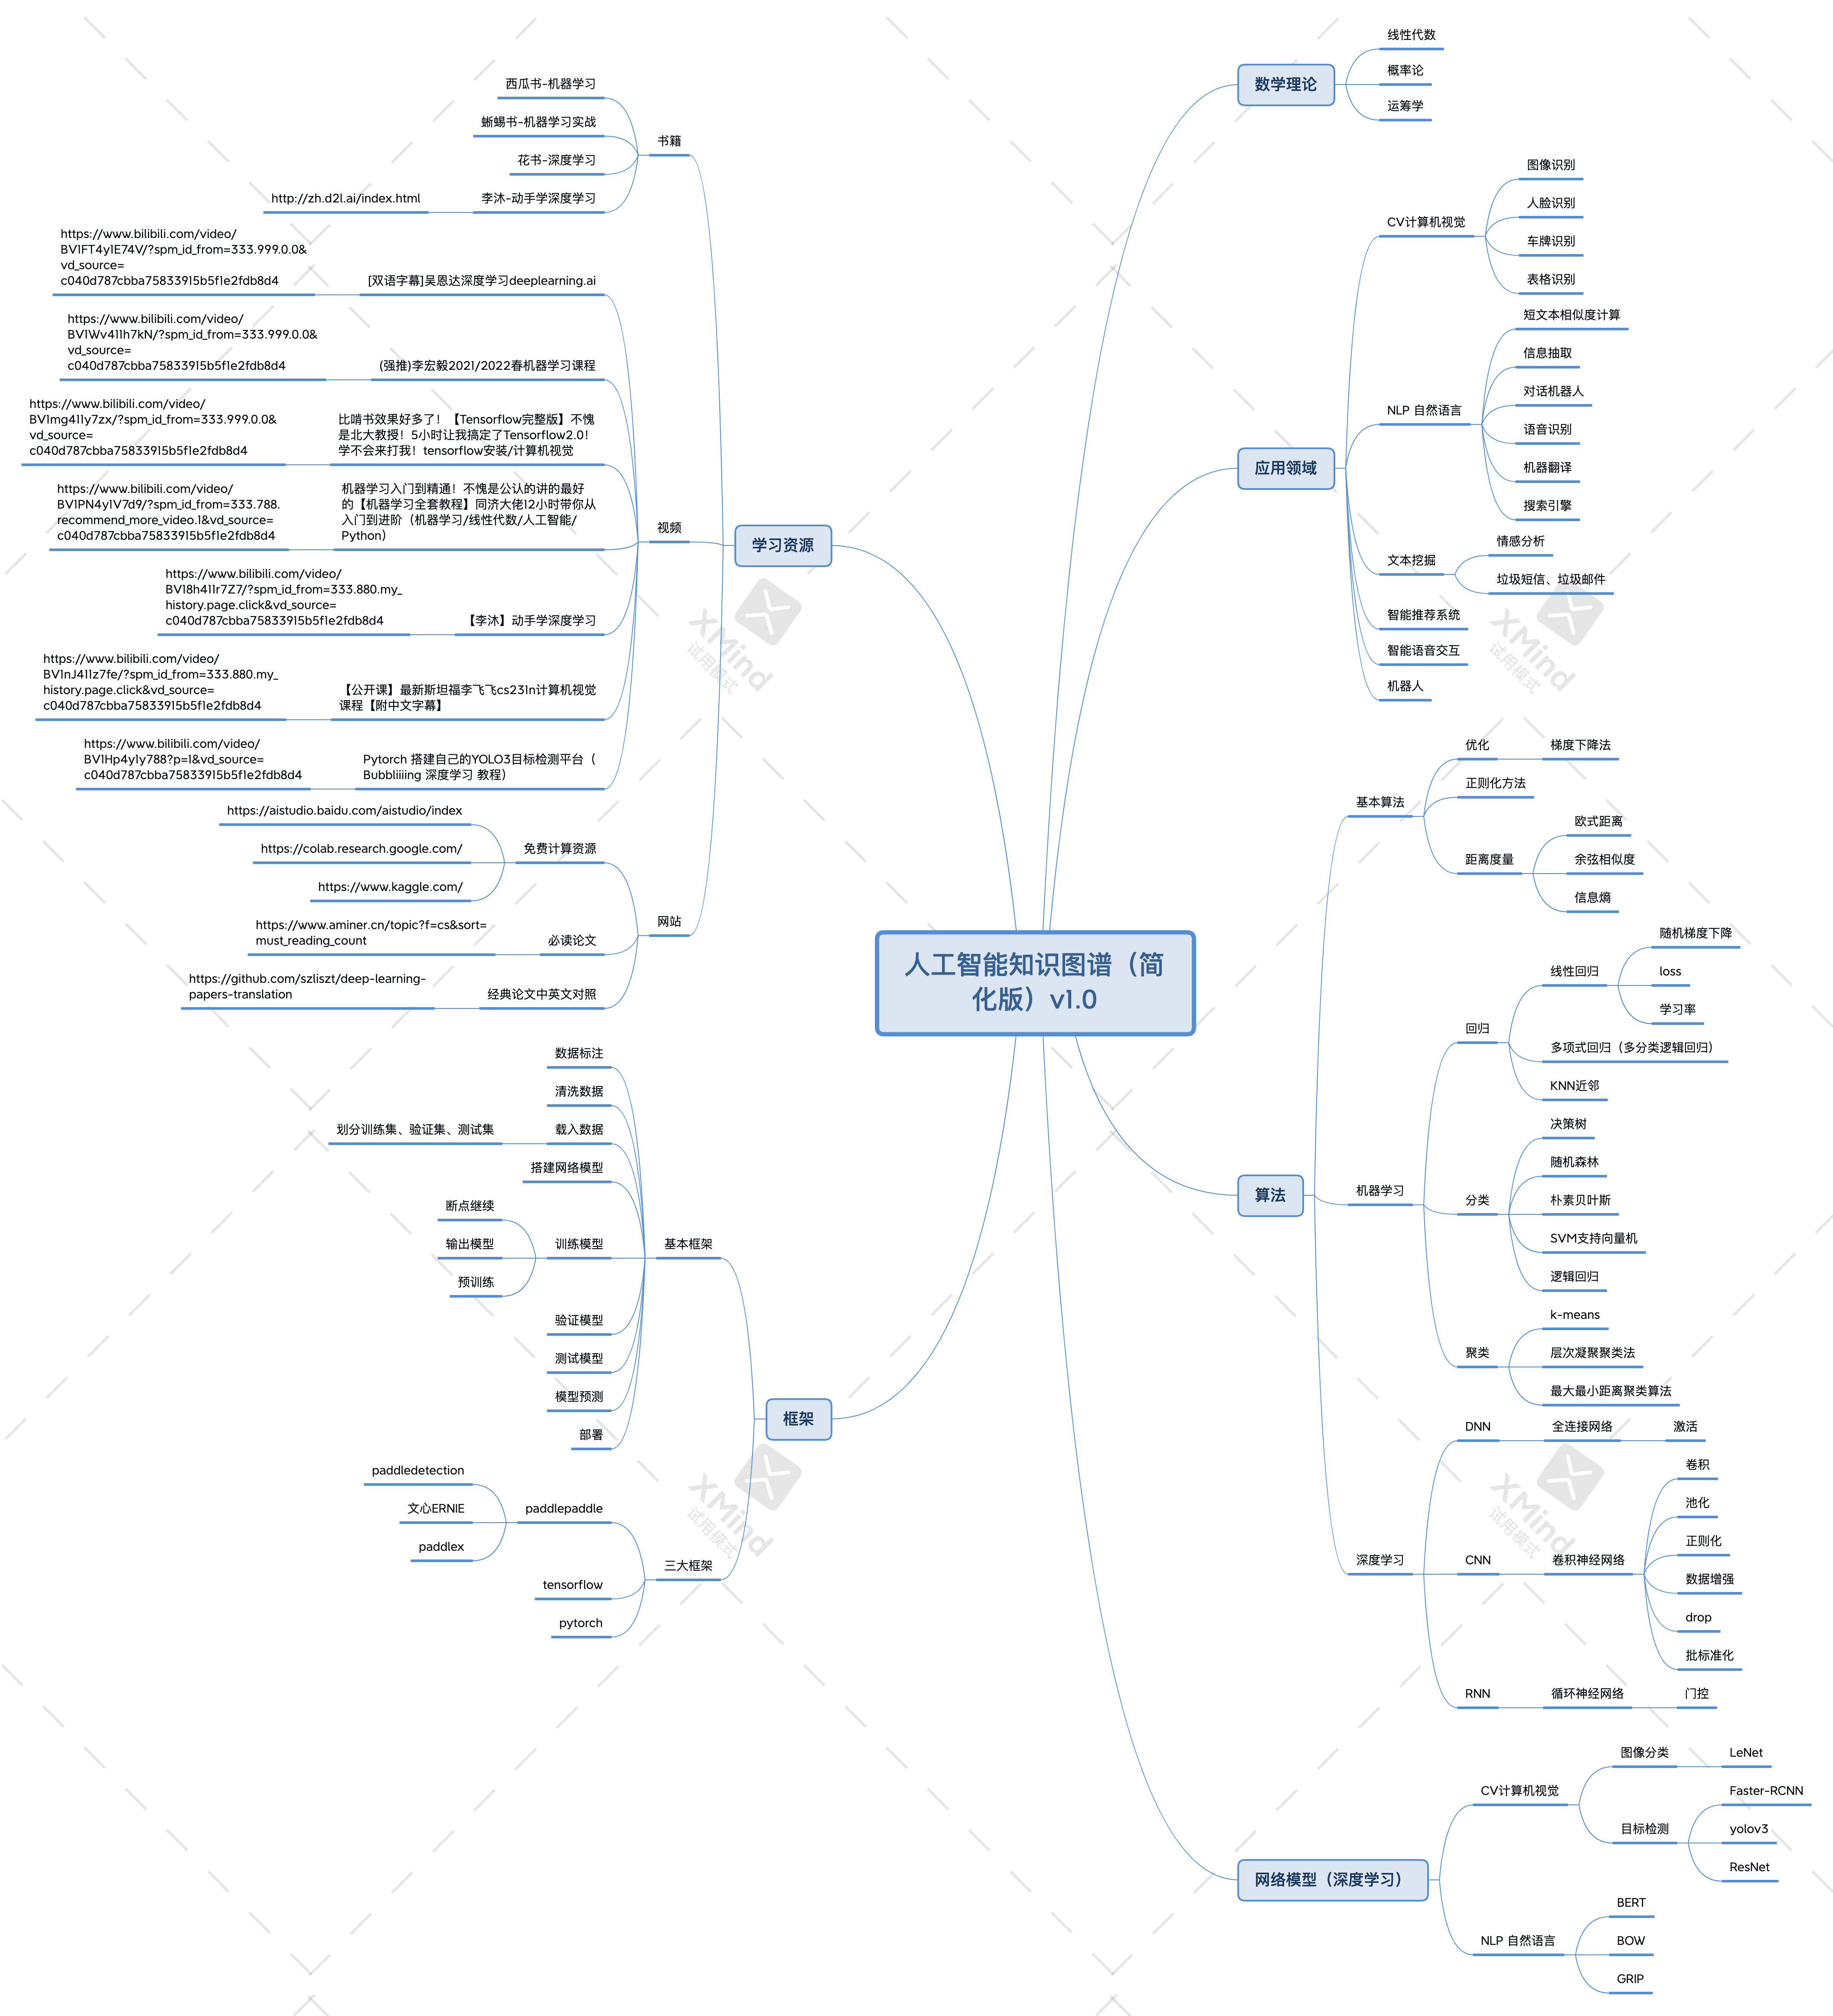 人工智能知识图谱（简
化版）v1.0
数学理论
线性代数
概率论
运筹学
应用领域
CV计算机视觉
图像识别
人脸识别
车牌识别
表格识别
NLP 自然语言
短文本相似度计算
信息抽取
对话机器人
语音识别
机器翻译
搜索引擎
文本挖掘
情感分析
垃圾短信、垃圾邮件
智能推荐系统
智能语音交互
机器人
算法
基本算法
优化
梯度下降法
正则化方法
距离度量
欧式距离
余弦相似度
信息熵
机器学习
回归
线性回归
随机梯度下降
loss
学习率
多项式回归（多分类逻辑回归）
KNN近邻
分类
决策树
随机森林
朴素贝叶斯
SVM支持向量机
逻辑回归
聚类
k-means
层次凝聚聚类法
最大最小距离聚类算法
深度学习
DNN
全连接网络
激活
CNN
卷积神经网络
卷积
池化
正则化
数据增强
drop
批标准化
RNN
循环神经网络
门控
网络模型（深度学习）
CV计算机视觉
图像分类
LeNet
目标检测
Faster-RCNN
yolov3
ResNet
NLP 自然语言
BERT
BOW
GRIP
学习资源
书籍
西瓜书-机器学习
蜥蜴书-机器学习实战
花书-深度学习
李沐-动手学深度学习
http://zh.d2l.ai/index.html
视频
[双语字幕]吴恩达深度学习deeplearning.ai
https://www.bilibili.com/video/
BV1FT4y1E74V/?spm_id_from=333.999.0.0&
vd_source=
c040d787cbba75833915b5f1e2fdb8d4
(强推)李宏毅2021/2022春机器学习课程
https://www.bilibili.com/video/
BV1Wv411h7kN/?spm_id_from=333.999.0.0&
vd_source=
c040d787cbba75833915b5f1e2fdb8d4
比啃书效果好多了！【Tensorflow完整版】不愧
是北大教授！5小时让我搞定了Tensorflow2.0！
学不会来打我！tensorflow安装/计算机视觉
https://www.bilibili.com/video/
BV1mg411y7zx/?spm_id_from=333.999.0.0&
vd_source=
c040d787cbba75833915b5f1e2fdb8d4
机器学习入门到精通！不愧是公认的讲的最好
的【机器学习全套教程】同济大佬12小时带你从
入门到进阶（机器学习/线性代数/人工智能/
Python）
https://www.bilibili.com/video/
BV1PN4y1V7d9/?spm_id_from=333.788.
recommend_more_video.1&vd_source=
c040d787cbba75833915b5f1e2fdb8d4
【李沐】动手学深度学习
https://www.bilibili.com/video/
BV18h411r7Z7/?spm_id_from=333.880.my_
history.page.click&vd_source=
c040d787cbba75833915b5f1e2fdb8d4
【公开课】最新斯坦福李飞飞cs231n计算机视觉
课程【附中文字幕】
https://www.bilibili.com/video/
BV1nJ411z7fe/?spm_id_from=333.880.my_
history.page.click&vd_source=
c040d787cbba75833915b5f1e2fdb8d4
Pytorch 搭建自己的YOLO3目标检测平台（
Bubbliiiing 深度学习 教程）
https://www.bilibili.com/video/
BV1Hp4y1y788?p=1&vd_source=
c040d787cbba75833915b5f1e2fdb8d4
网站
免费计算资源
https://aistudio.baidu.com/aistudio/index
https://colab.research.google.com/
https://www.kaggle.com/
必读论文
https://www.aminer.cn/topic?f=cs&sort=
must_reading_count
经典论文中英文对照
https://github.com/szliszt/deep-learning-
papers-translation
框架
基本框架
数据标注
清洗数据
载入数据
划分训练集、验证集、测试集
搭建网络模型
训练模型
断点继续
输出模型
预训练
验证模型
测试模型
模型预测
部署
三大框架
paddlepaddle
paddledetection
文心ERNIE
paddlex
tensorflow
pytorch
XMind
试用模式
XMind
试用模式
XMind
试用模式
XMind
试用模式